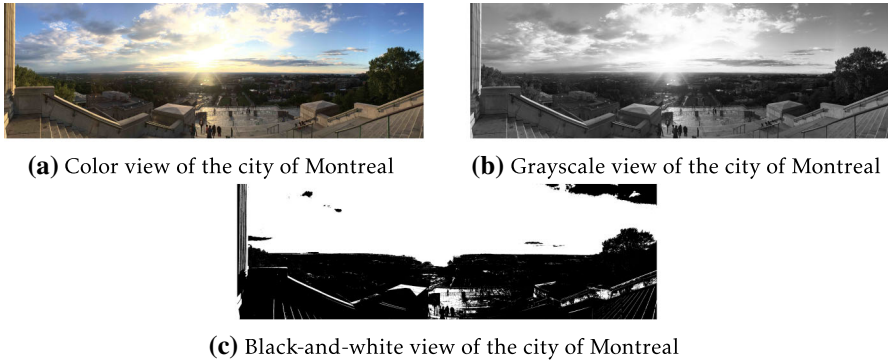 (a) Color view of the city of Montreal
(b) Grayscale view of the city of Montreal
(c) Black-and-white view of the city of Montreal